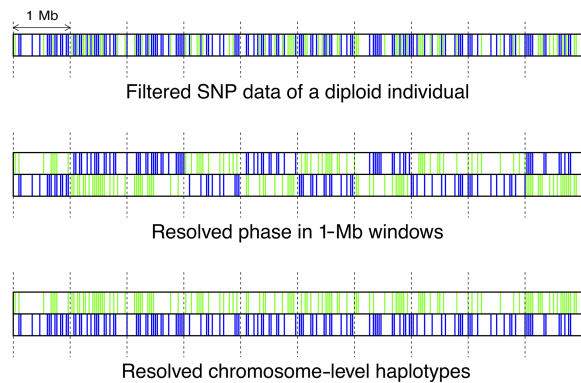 1 Mb
Filtered SNP data of a diploid individual
Resolved phase in 1-Mb windows
Resolved chromosome-level haplotypes